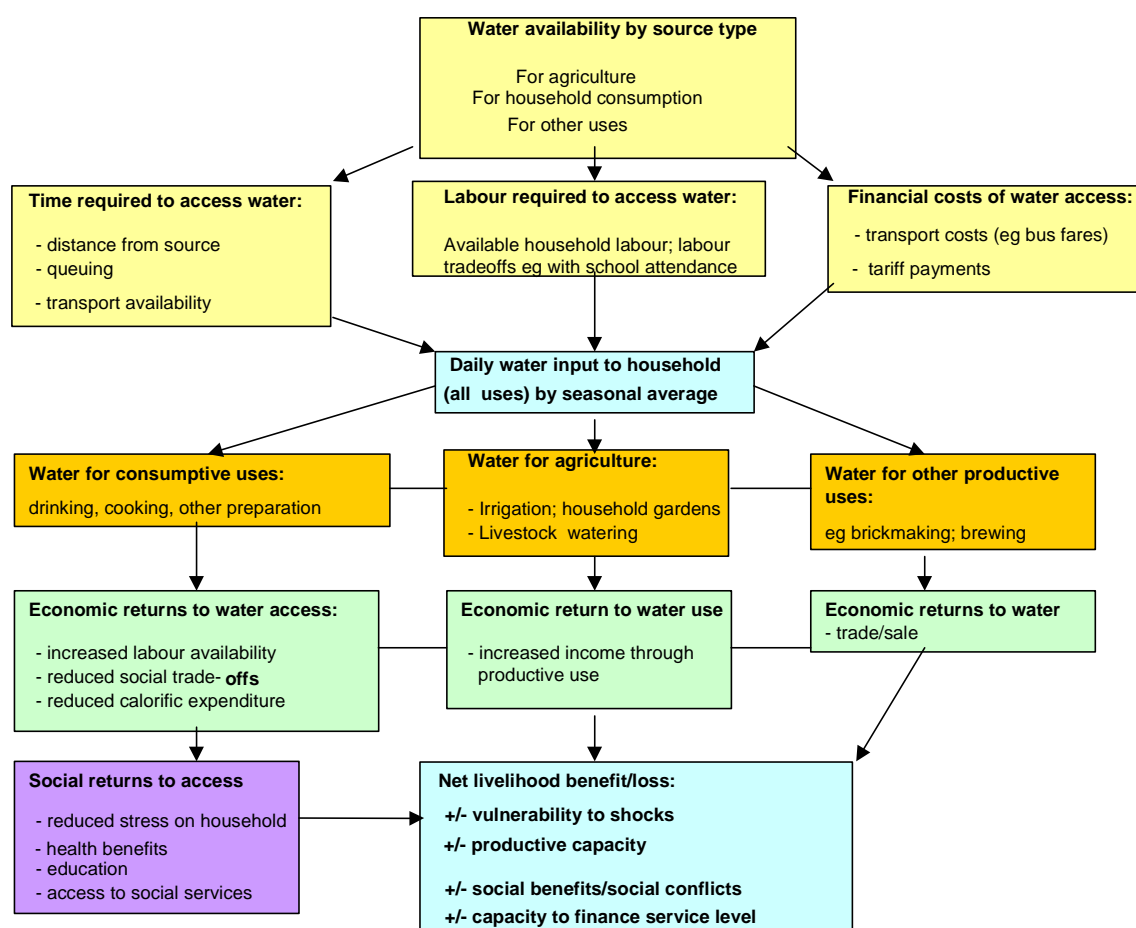 Water availability by source type
For agriculture
For household consumption
For other uses
Time required to access water:
- distance from source
- queuing
- transport availability
Labour required to access water:
Available household labour; labour
tradeoffs eg with school attendance
Financial costs of water access:
- transport costs (eg bus fares)
- tariff payments
Daily water input to household
(all uses) by seasonal average
Water for consumptive uses:
drinking, cooking, other preparation
Water for agriculture:
- Irrigation; household gardens
- Livestock watering
Water for other productive
uses:
eg brickmaking; brewing
Economic returns to water access:
- increased labour availability
- reduced social trade- offs
- reduced calorific expenditure
Economic return to water use
- increased income through
productive use
Economic returns to water
- trade/sale
Social returns to access
- reduced stress on household
- health benefits
- education
- access to social services
Net livelihood benefit/loss:
+/- vulnerability to shocks
+/- productive capacity
+/- social benefits/social conflicts
+/- capacity to finance service level